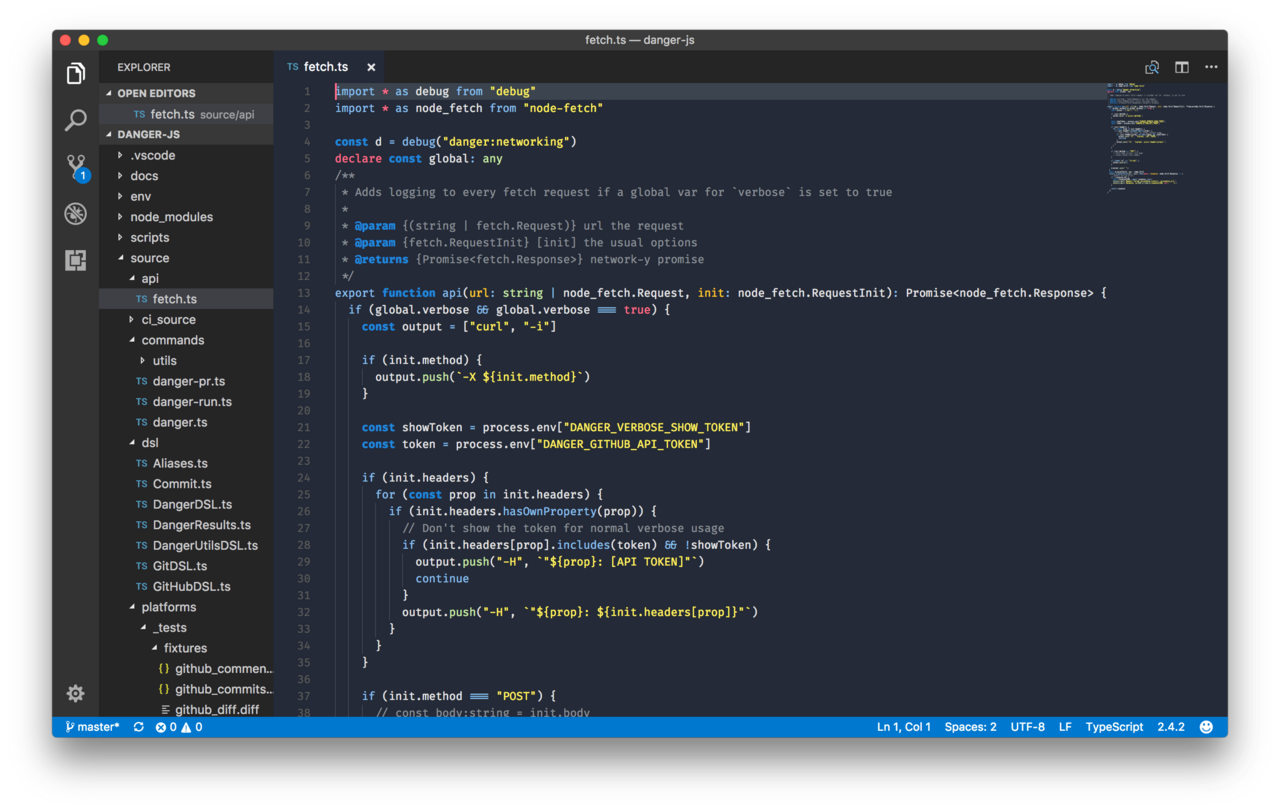 fetch.ts — danger-js
EXPLORER
OPEN EDITORS
TS fetch.ts source/api
DANGER-JS
.vscode
docs
env
node_modules
scripts
source
api
TS fetch.ts
ci_source
commands
utils
TS danger-pr.ts
TS danger-run.ts
TS danger.ts
dsl
TS Aliases.ts
TS Commit.ts
TS DangerDSL.ts
TS DangerResults.ts
TS DangerUtilsDSL.ts
TS GitDSL.ts
TS GitHubDSL.ts
platforms
_tests
fixtures
{} github_commen...
{} github_commits...
github_diff.diff
1
TS fetch.ts ×
1 import * as debug from "debug"
2 import * as node_fetch from "node-fetch"
3
4 const d = debug("danger:networking")
5 declare const global: any
6 /**
7  * Adds logging to every fetch request if a global var for `verbose` is set to true
8  *
9  * @param {(string | fetch.Request)} url the request
10  * @param {fetch.RequestInit} [init] the usual options
11  * @returns {Promise<fetch.Response>} network-y promise
12  */
13 export function api(url: string | node_fetch.Request, init: node_fetch.RequestInit): Promise<node_fetch.Response> {
14   if (global.verbose && global.verbose === true) {
15     const output = ["curl", "-i"]
16
17     if (init.method) {
18       output.push(`-X ${init.method}`)
19     }
20
21     const showToken = process.env["DANGER_VERBOSE_SHOW_TOKEN"]
22     const token = process.env["DANGER_GITHUB_API_TOKEN"]
23
24     if (init.headers) {
25       for (const prop in init.headers) {
26         if (init.headers.hasOwnProperty(prop)) {
27           // Don't show the token for normal verbose usage
28           if (init.headers[prop].includes(token) && !showToken) {
29             output.push("-H", `"${prop}: [API TOKEN]"`)
30             continue
31           }
32           output.push("-H", `"${prop}: ${init.headers[prop]}"`)
33         }
34       }
35     }
36
37     if (init.method === "POST") {
38       // const body:string = init.body
master* 0 0
Ln 1, Col 1 Spaces: 2 UTF-8 LF TypeScript 2.4.2